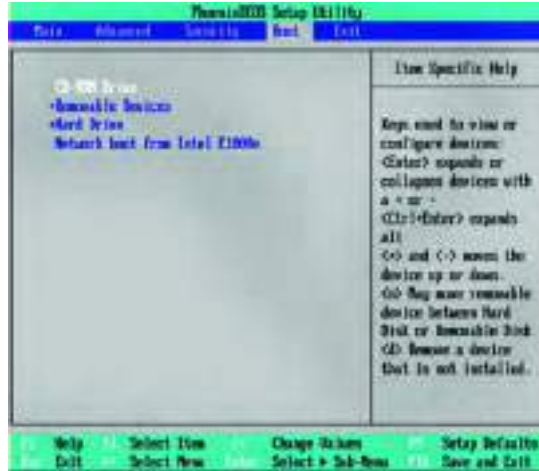 PhoenixBIOS Setup Utility
Main Advanced Security Boot Exit
CD-ROM Drive
+Removable Devices
+Hard Drive
Network boot from Intel E1000e
Item Specific Help
Keys used to view or
configure devices:
<Enter> expands or
collapses devices with
a + or -
<Ctrl+Enter> expands
all
<+> and <-> moves the
device up or down.
<n> May move removable
device between Hard
Disk or Removable Disk
<d> Remove a device
that is not installed.
Help Select Item Change Values Setup Defaults
Exit Select Menu Enter Select ▶ Sub-Menu F10 Save and Exit